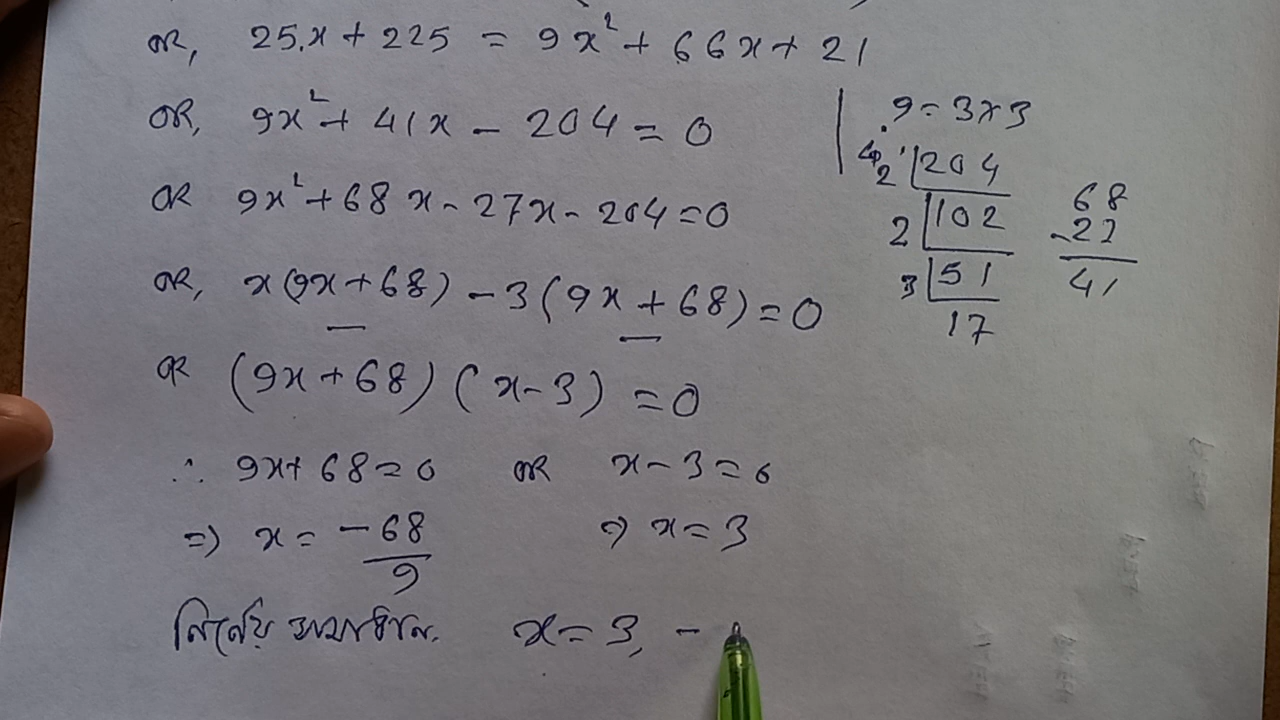 OR, 25x + 225 = 9x² + 66x + 21
OR, 9x² + 41x - 204 = 0
OR 9x² + 68x - 27x - 204 = 0
OR, x(9x + 68) - 3(9x + 68) = 0
OR (9x + 68)(x - 3) = 0
∴ 9x + 68 = 0 OR x - 3 = 0
⇒ x = -68/9 ⇒ x = 3
নির্ণেয় সমাধান. x = 3, -
9 = 3 × 3
2 | 204
2 | 102
3 | 51
17
68
- 27
41